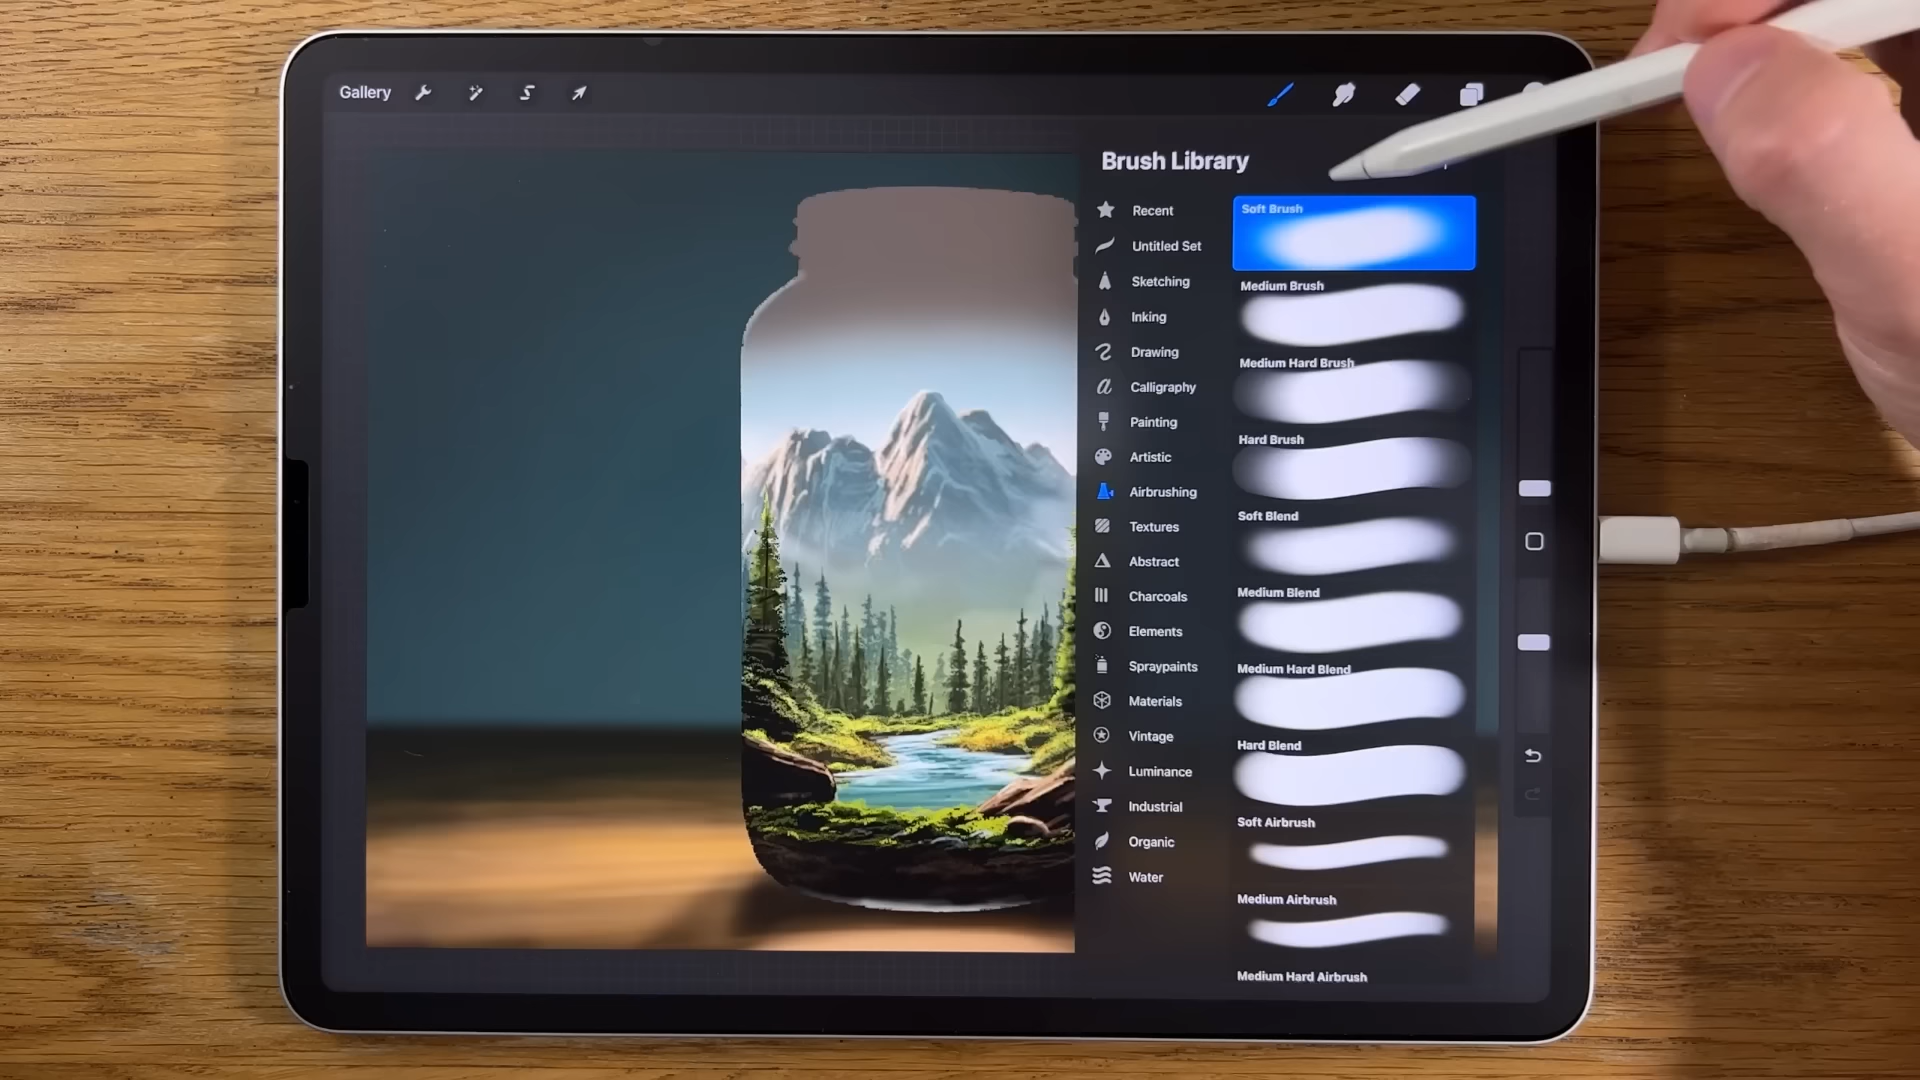 Gallery
Brush Library
Recent
Untitled Set
Sketching
Inking
Drawing
Calligraphy
Painting
Artistic
Airbrushing
Textures
Abstract
Charcoals
Elements
Spraypaints
Materials
Vintage
Luminance
Industrial
Organic
Water
Soft Brush
Medium Brush
Medium Hard Brush
Hard Brush
Soft Blend
Medium Blend
Medium Hard Blend
Hard Blend
Soft Airbrush
Medium Airbrush
Medium Hard Airbrush